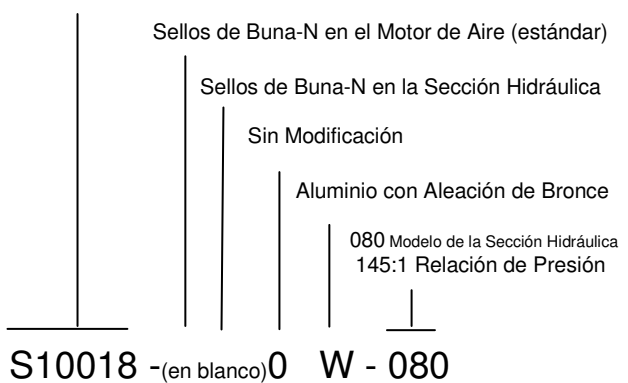 Sellos de Buna-N en el Motor de Aire (estándar)
Sellos de Buna-N en la Sección Hidráulica
Sin Modificación
Aluminio con Aleación de Bronce
080 Modelo de la Sección Hidráulica
145:1 Relación de Presión
S10018 -(en blanco)0 W - 080